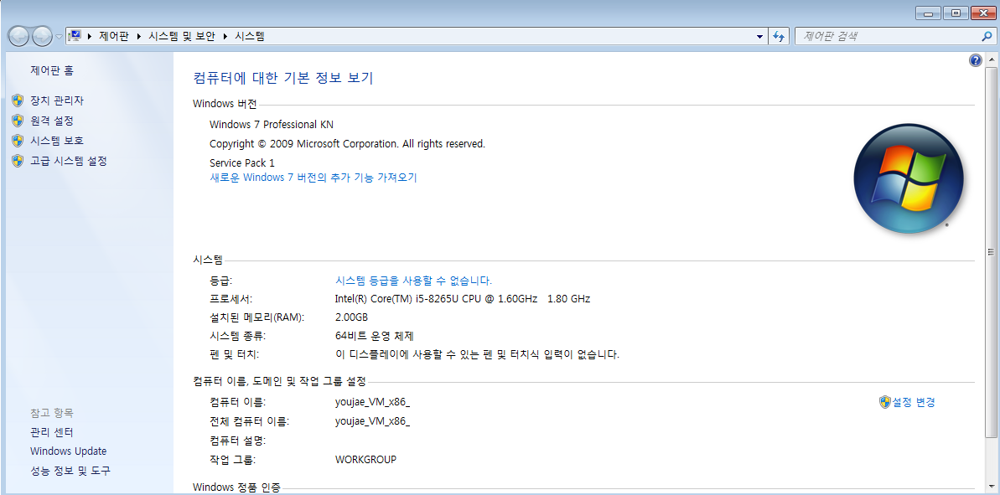 제어판 ▸ 시스템 및 보안 ▸ 시스템
제어판 검색
제어판 홈
장치 관리자
원격 설정
시스템 보호
고급 시스템 설정
참고 항목
관리 센터
Windows Update
성능 정보 및 도구
컴퓨터에 대한 기본 정보 보기
Windows 버전
Windows 7 Professional KN
Copyright © 2009 Microsoft Corporation. All rights reserved.
Service Pack 1
새로운 Windows 7 버전의 추가 기능 가져오기
시스템
등급: 시스템 등급을 사용할 수 없습니다.
프로세서: Intel(R) Core(TM) i5-8265U CPU @ 1.60GHz 1.80 GHz
설치된 메모리(RAM): 2.00GB
시스템 종류: 64비트 운영 체제
펜 및 터치: 이 디스플레이에 사용할 수 있는 펜 및 터치식 입력이 없습니다.
컴퓨터 이름, 도메인 및 작업 그룹 설정
컴퓨터 이름: youjae_VM_x86_ 설정 변경
전체 컴퓨터 이름: youjae_VM_x86_
컴퓨터 설명:
작업 그룹: WORKGROUP
Windows 정품 인증